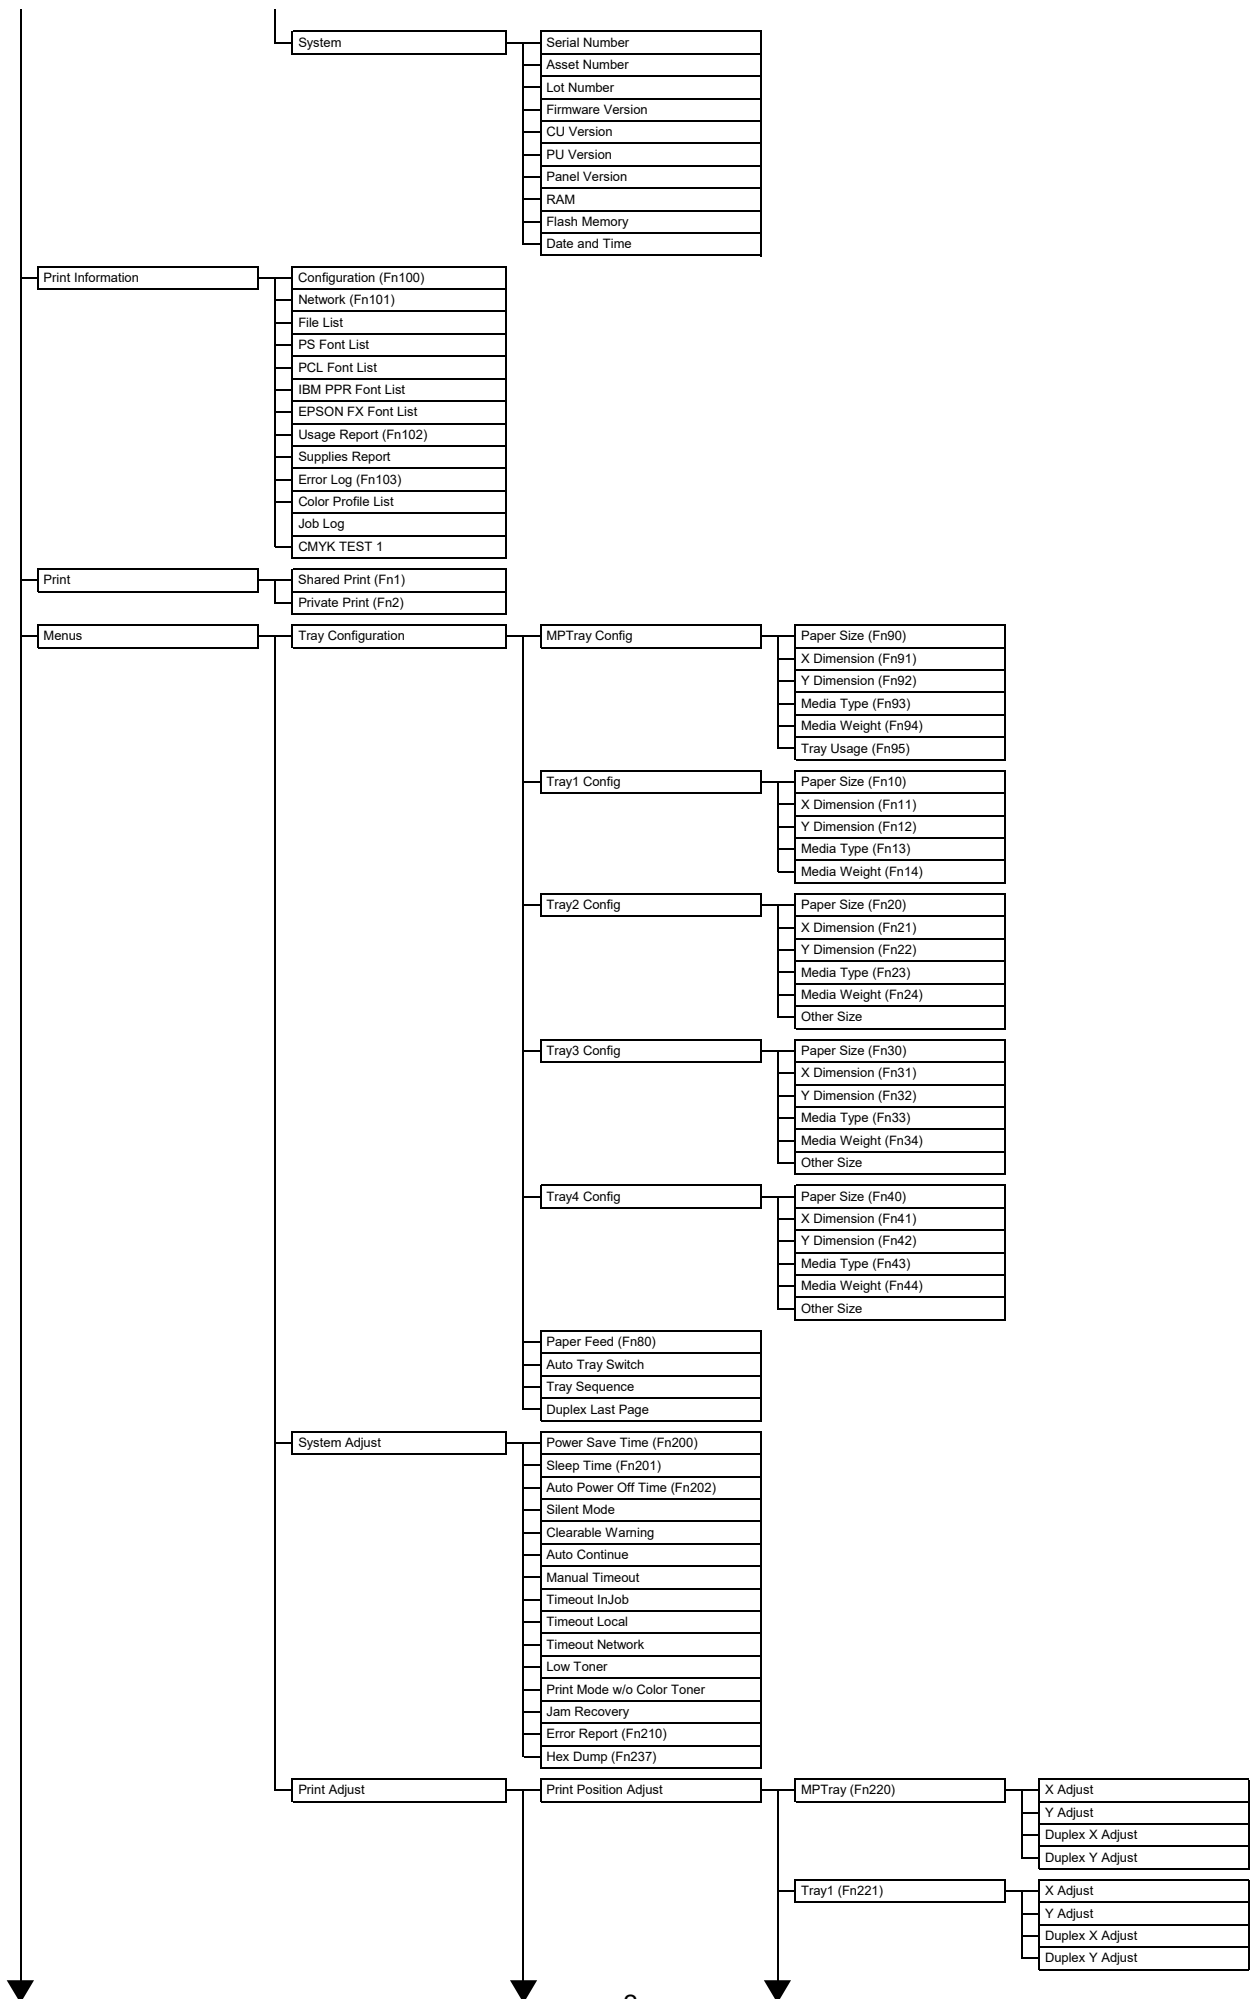 System
Serial Number
Asset Number
Lot Number
Firmware Version
CU Version
PU Version
Panel Version
RAM
Flash Memory
Date and Time
Print Information
Configuration (Fn100)
Network (Fn101)
File List
PS Font List
PCL Font List
IBM PPR Font List
EPSON FX Font List
Usage Report (Fn102)
Supplies Report
Error Log (Fn103)
Color Profile List
Job Log
CMYK TEST 1
Print
Shared Print (Fn1)
Private Print (Fn2)
Menus
Tray Configuration
MPTray Config
Paper Size (Fn90)
X Dimension (Fn91)
Y Dimension (Fn92)
Media Type (Fn93)
Media Weight (Fn94)
Tray Usage (Fn95)
Tray1 Config
Paper Size (Fn10)
X Dimension (Fn11)
Y Dimension (Fn12)
Media Type (Fn13)
Media Weight (Fn14)
Tray2 Config
Paper Size (Fn20)
X Dimension (Fn21)
Y Dimension (Fn22)
Media Type (Fn23)
Media Weight (Fn24)
Other Size
Tray3 Config
Paper Size (Fn30)
X Dimension (Fn31)
Y Dimension (Fn32)
Media Type (Fn33)
Media Weight (Fn34)
Other Size
Tray4 Config
Paper Size (Fn40)
X Dimension (Fn41)
Y Dimension (Fn42)
Media Type (Fn43)
Media Weight (Fn44)
Other Size
Paper Feed (Fn80)
Auto Tray Switch
Tray Sequence
Duplex Last Page
System Adjust
Power Save Time (Fn200)
Sleep Time (Fn201)
Auto Power Off Time (Fn202)
Silent Mode
Clearable Warning
Auto Continue
Manual Timeout
Timeout InJob
Timeout Local
Timeout Network
Low Toner
Print Mode w/o Color Toner
Jam Recovery
Error Report (Fn210)
Hex Dump (Fn237)
Print Adjust
Print Position Adjust
MPTray (Fn220)
X Adjust
Y Adjust
Duplex X Adjust
Duplex Y Adjust
Tray1 (Fn221)
X Adjust
Y Adjust
Duplex X Adjust
Duplex Y Adjust